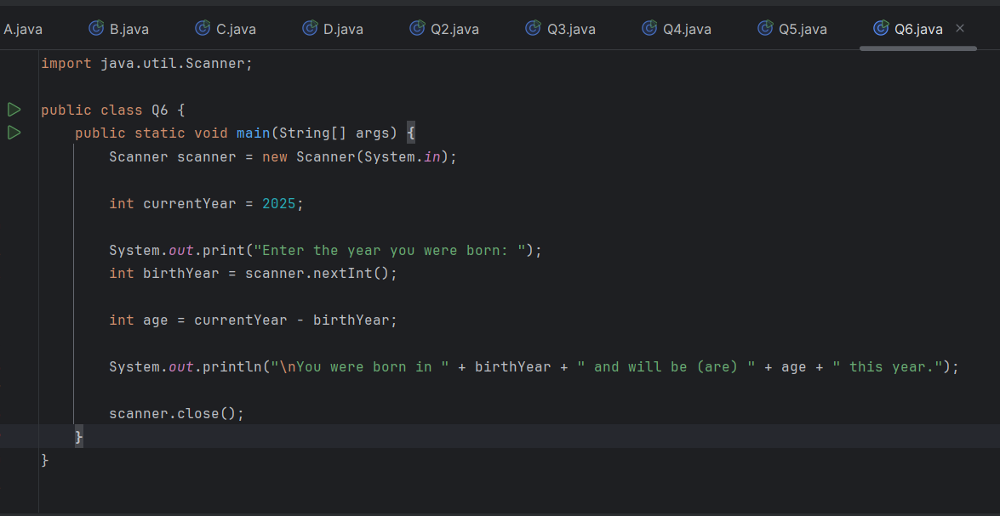 A.java B.java C.java D.java Q2.java Q3.java Q4.java Q5.java Q6.java
import java.util.Scanner;
public class Q6 {
public static void main(String[] args) {
Scanner scanner = new Scanner(System.in);
int currentYear = 2025;
System.out.print("Enter the year you were born: ");
int birthYear = scanner.nextInt();
int age = currentYear - birthYear;
System.out.println("\nYou were born in " + birthYear + " and will be (are) " + age + " this year.");
scanner.close();
}
}